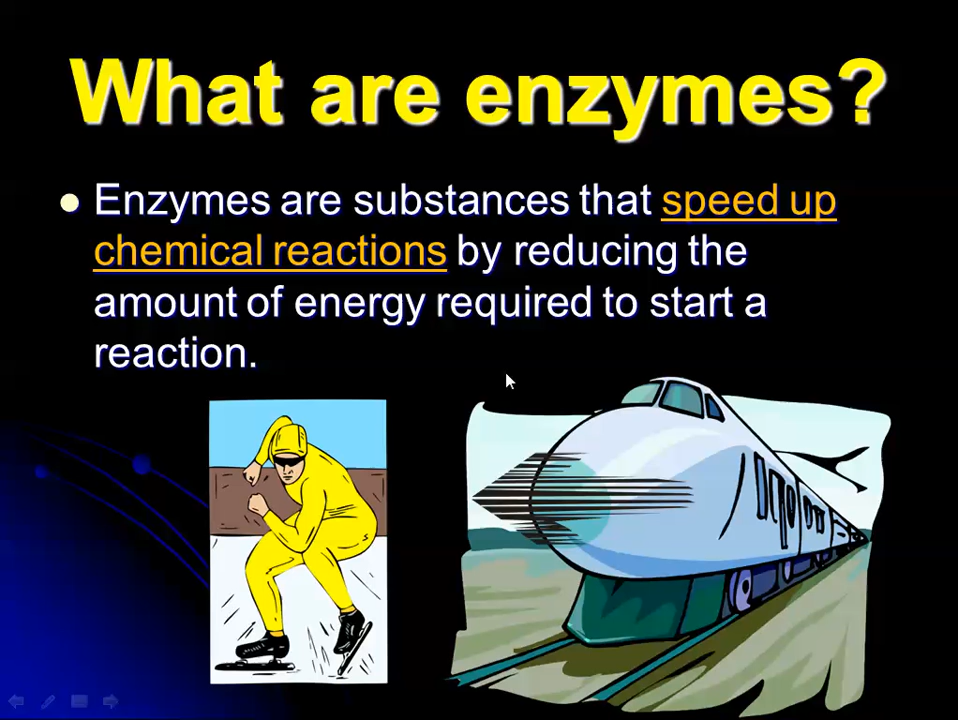 What are enzymes?
Enzymes are substances that speed up
chemical reactions by reducing the
amount of energy required to start a
reaction.